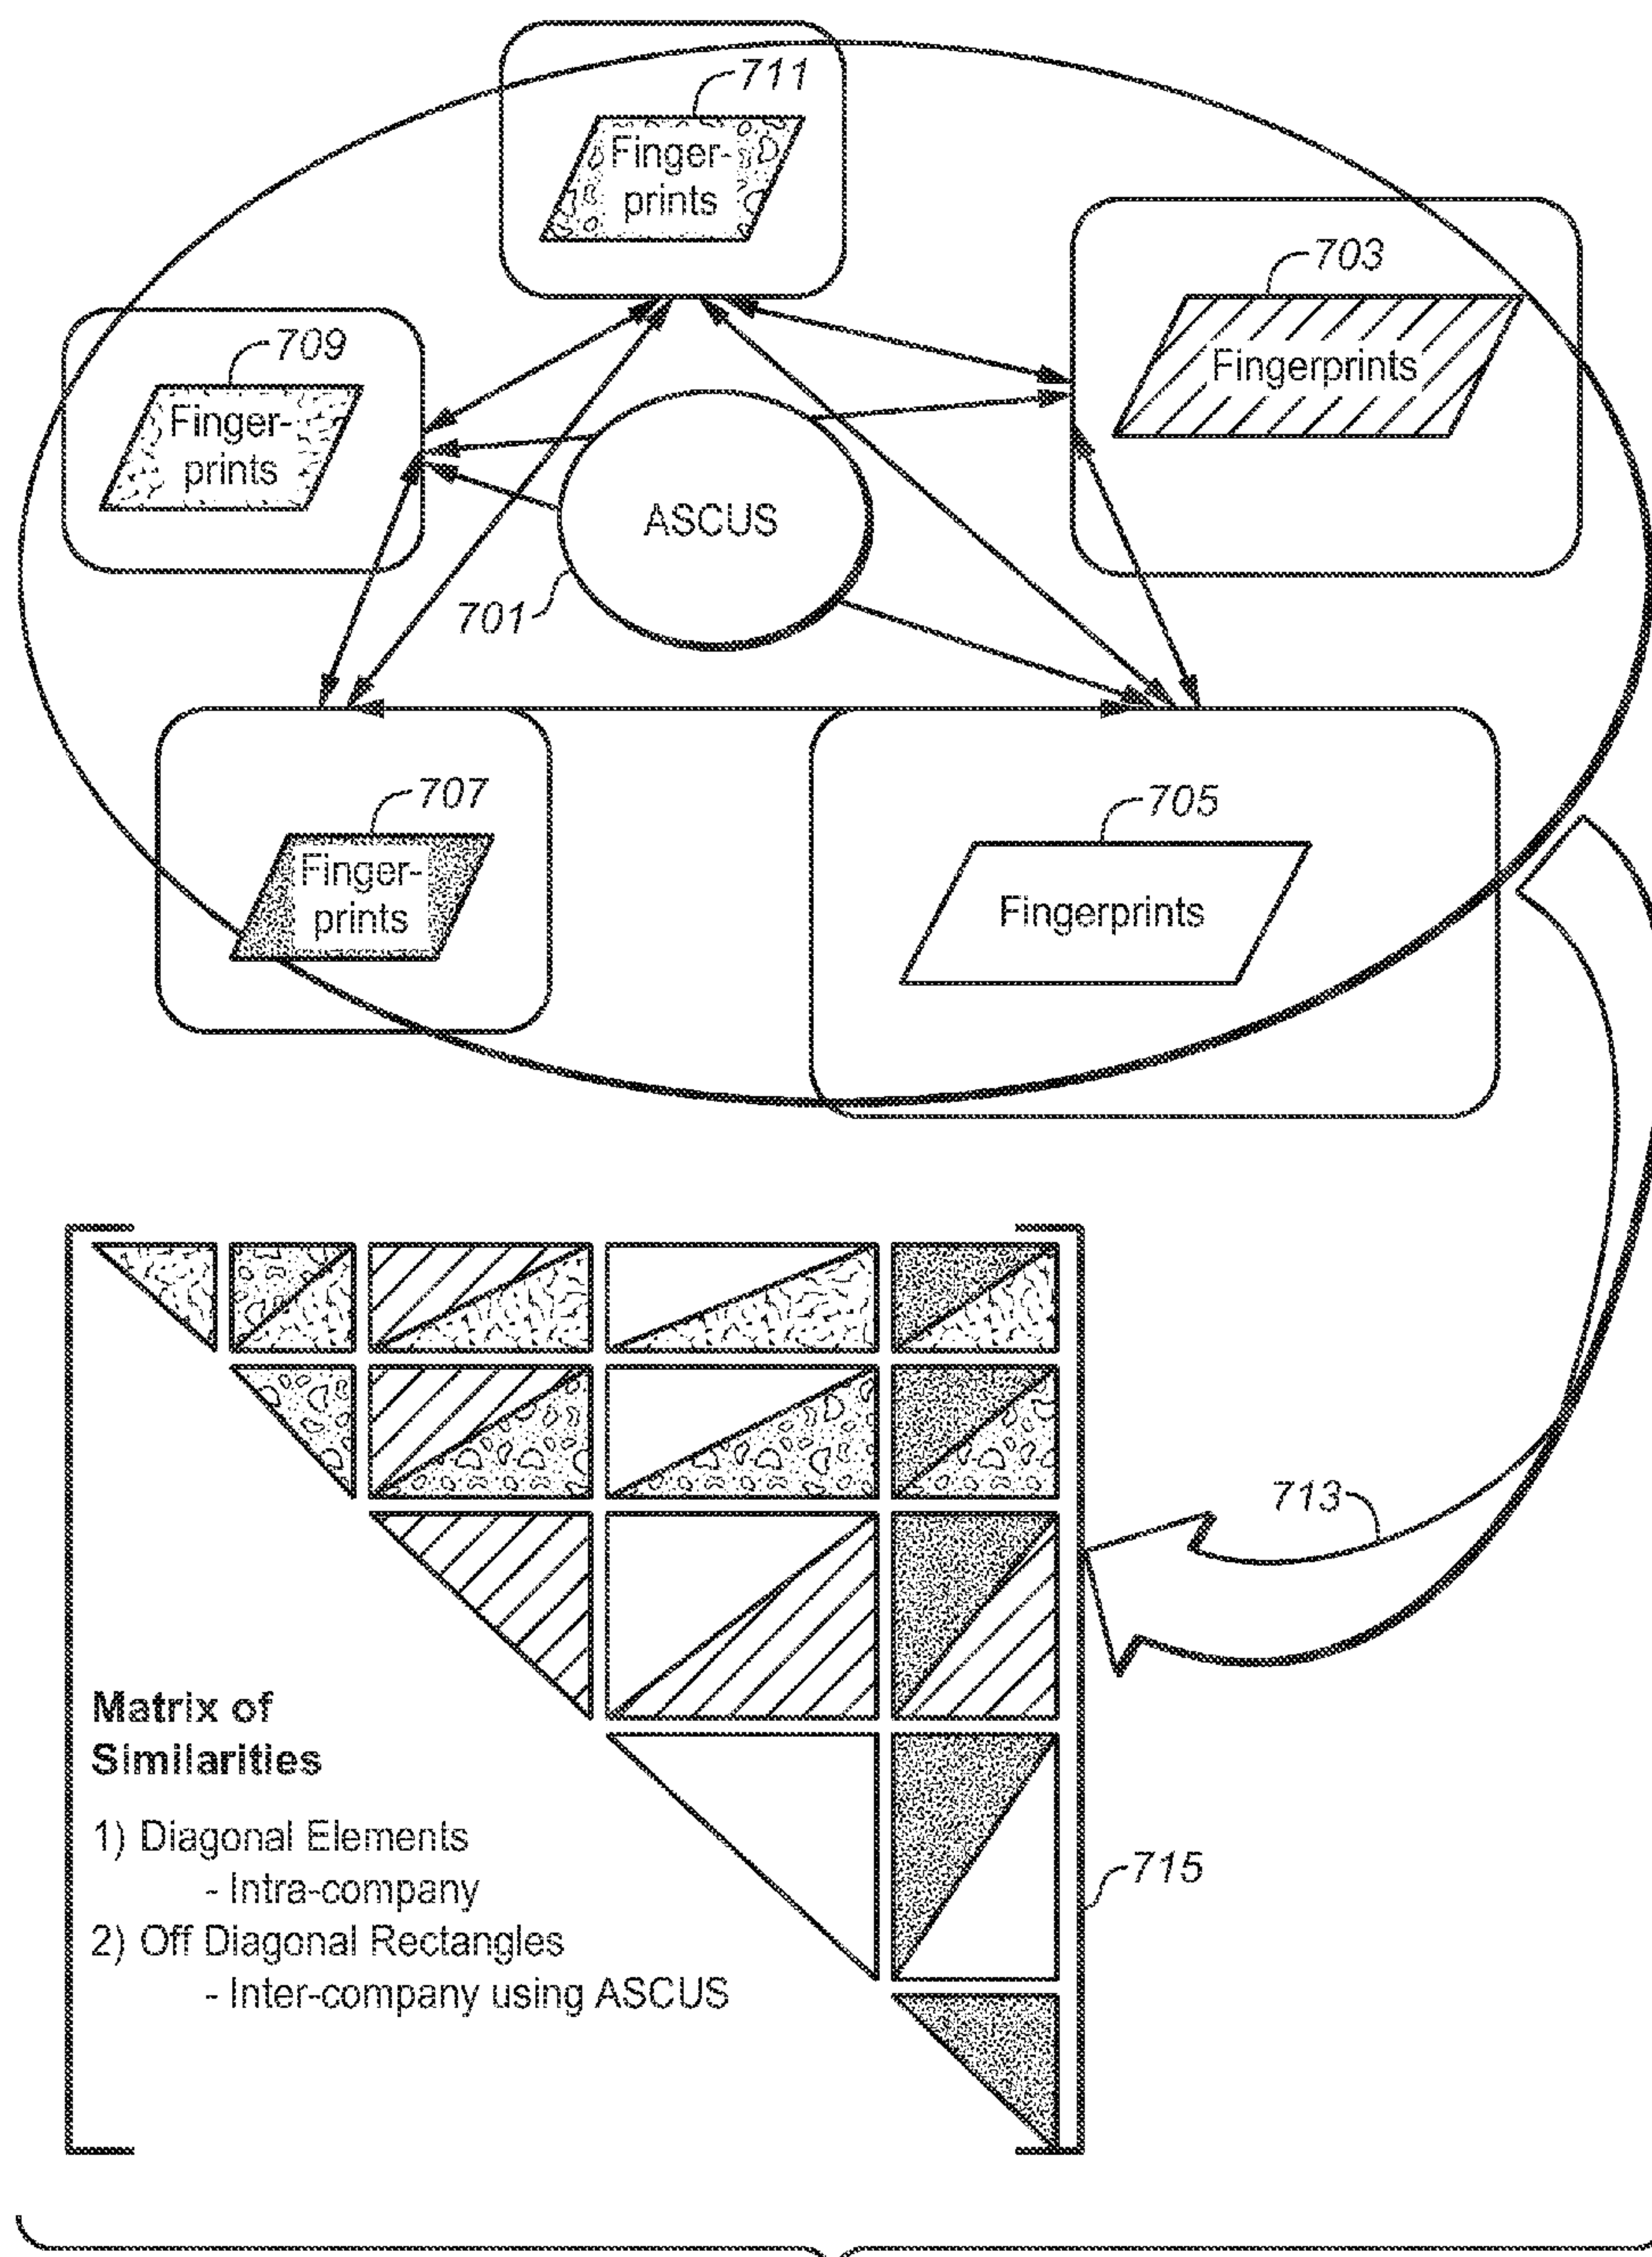 711
Finger-
prints
703
Fingerprints
709
Finger-
prints
ASCUS
701
707
Finger-
prints
705
Fingerprints
713
Matrix of
Similarities
1) Diagonal Elements
- Intra-company
2) Off Diagonal Rectangles
- Inter-company using ASCUS
715